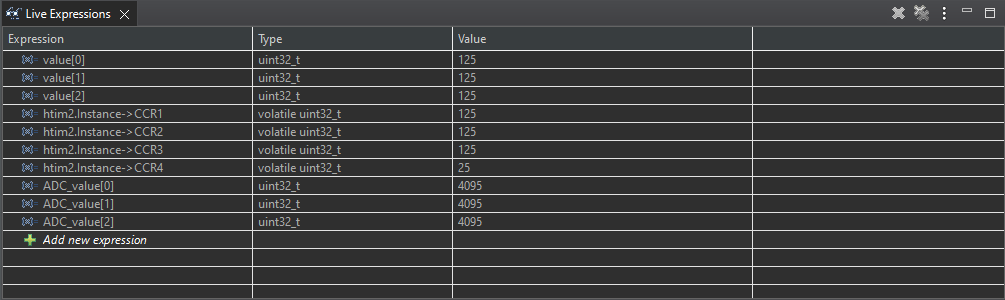 Live Expressions
Expression Type Value
value[0] uint32_t 125
value[1] uint32_t 125
value[2] uint32_t 125
htim2.Instance->CCR1 volatile uint32_t 125
htim2.Instance->CCR2 volatile uint32_t 125
htim2.Instance->CCR3 volatile uint32_t 125
htim2.Instance->CCR4 volatile uint32_t 25
ADC_value[0] uint32_t 4095
ADC_value[1] uint32_t 4095
ADC_value[2] uint32_t 4095
Add new expression